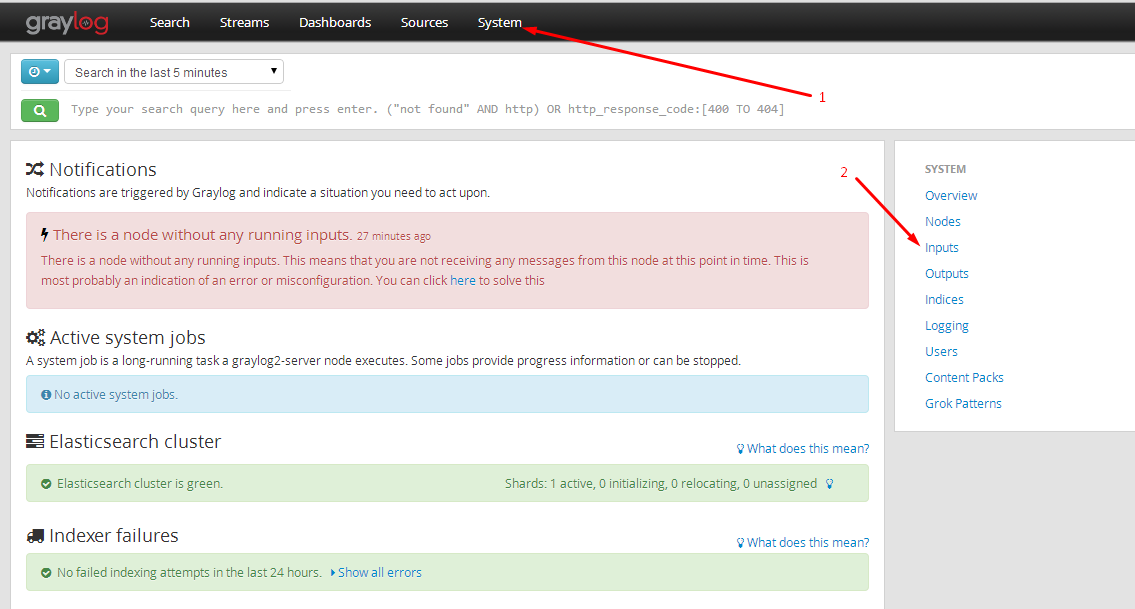 graylog Search Streams Dashboards Sources System
Search in the last 5 minutes
1
Type your search query here and press enter. ("not found" AND http) OR http_response_code:[400 TO 404]
Notifications
Notifications are triggered by Graylog and indicate a situation you need to act upon.
There is a node without any running inputs. 27 minutes ago
There is a node without any running inputs. This means that you are not receiving any messages from this node at this point in time. This is
most probably an indication of an error or misconfiguration. You can click here to solve this
Active system jobs
A system job is a long-running task a graylog2-server node executes. Some jobs provide progress information or can be stopped.
No active system jobs.
Elasticsearch cluster
What does this mean?
Elasticsearch cluster is green. Shards: 1 active, 0 initializing, 0 relocating, 0 unassigned
Indexer failures
What does this mean?
No failed indexing attempts in the last 24 hours. Show all errors
2
SYSTEM
Overview
Nodes
Inputs
Outputs
Indices
Logging
Users
Content Packs
Grok Patterns